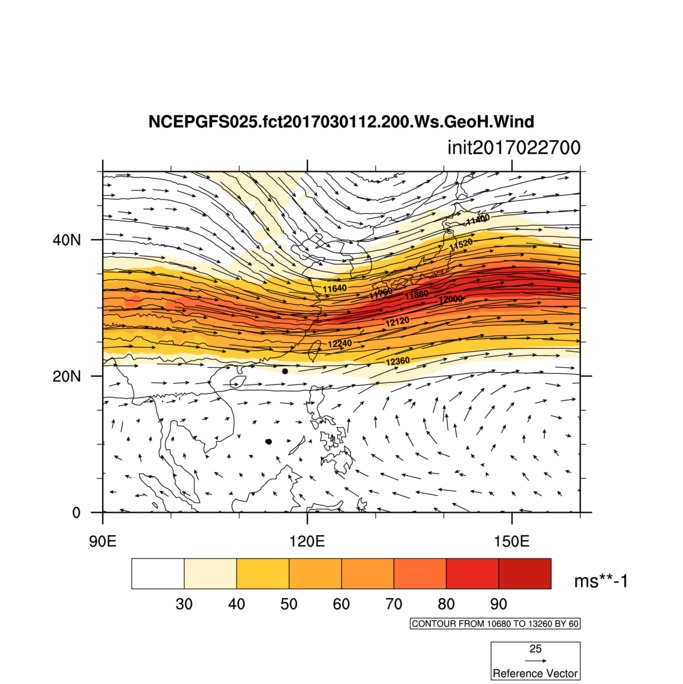 NCEPGFS025.fct2017030112.200.Ws.GeoH.Wind
init2017022700
11400
40N
11520
11640
11760
11880
12000
12120
12240
12360
20N
0
90E
120E
150E
ms**-1
30
40
50
60
70
80
90
CONTOUR FROM 10680 TO 13260 BY 60
25
Reference Vector